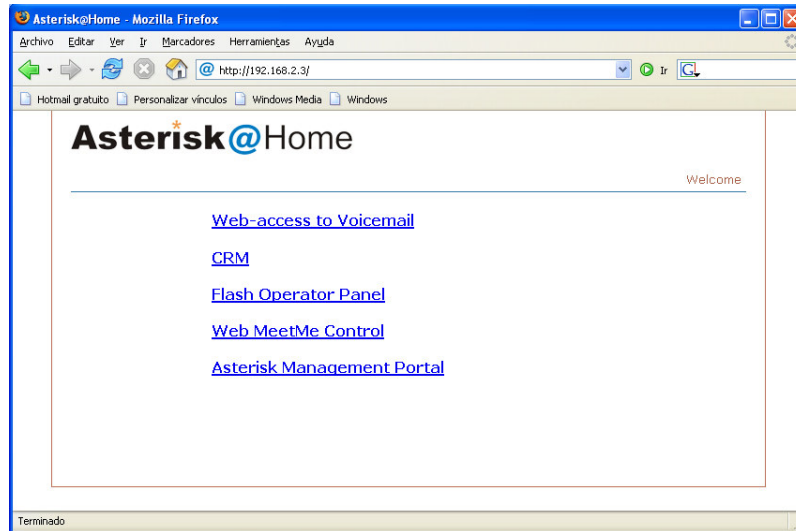 Asterisk@Home - Mozilla Firefox
Archivo Editar Ver Ir Marcadores Herramientas Ayuda
http://192.168.2.3/ Ir G
Hotmail gratuito Personalizar vínculos Windows Media Windows
Asterisk@Home
Welcome
Web-access to Voicemail
CRM
Flash Operator Panel
Web MeetMe Control
Asterisk Management Portal
Terminado